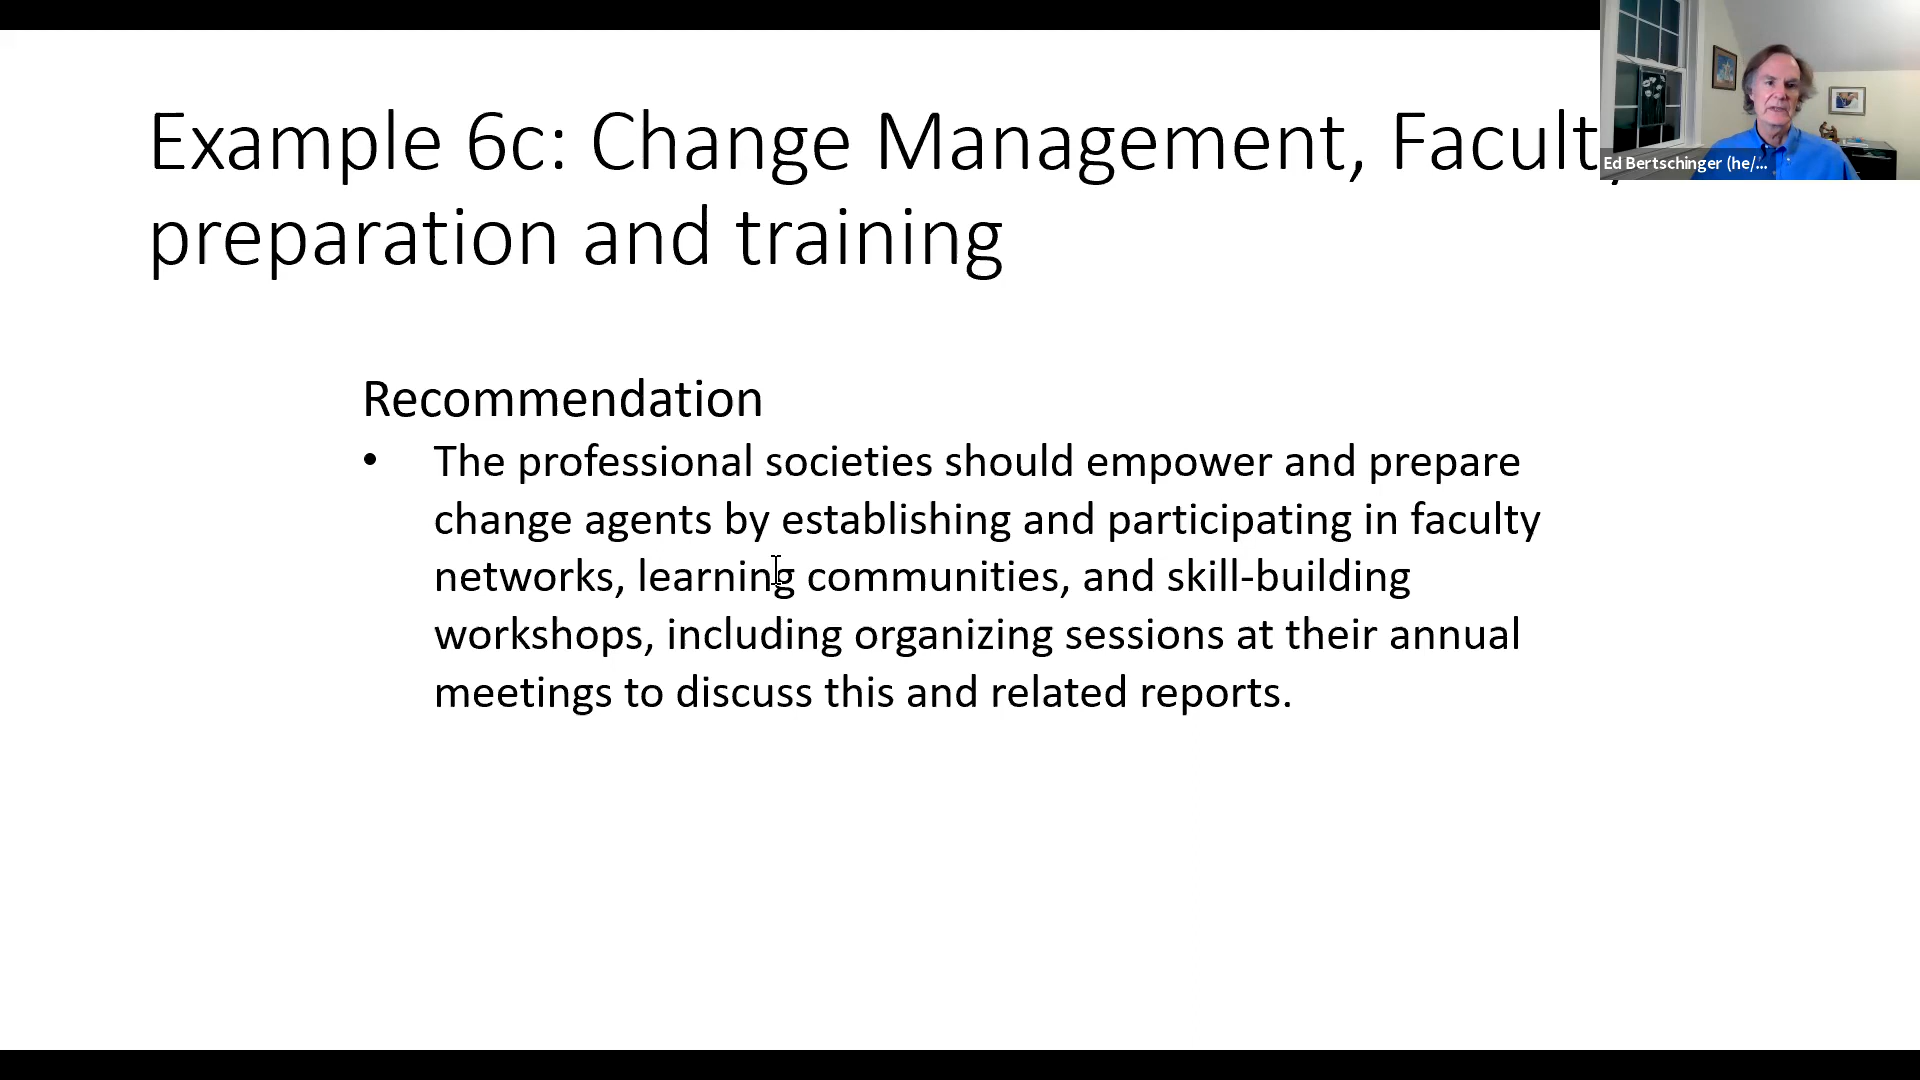 Example 6c: Change Management, Facult
preparation and training
Ed Bertschinger (he/...
Recommendation
• The professional societies should empower and prepare
change agents by establishing and participating in faculty
networks, learning communities, and skill-building
workshops, including organizing sessions at their annual
meetings to discuss this and related reports.